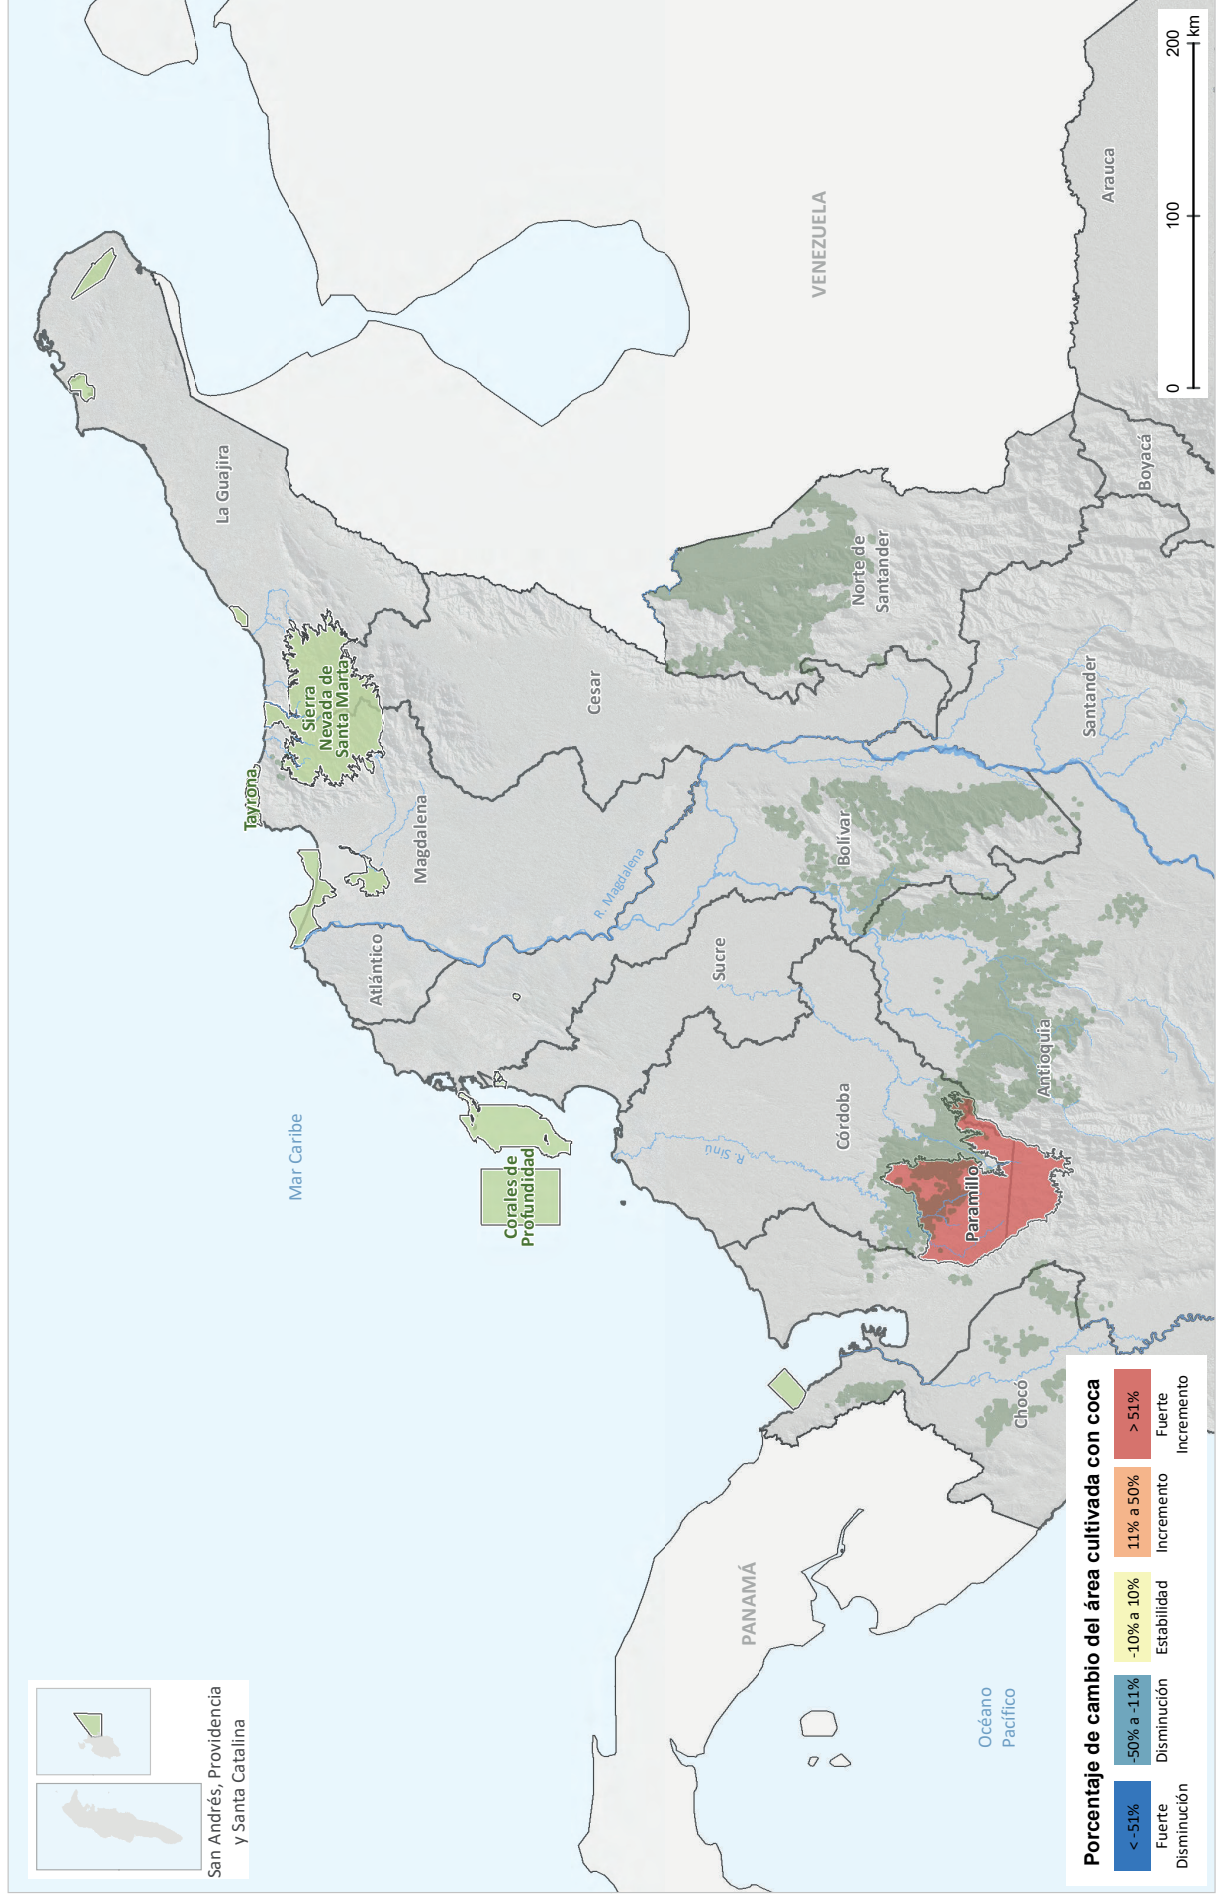 San Andrés, Providencia
y Santa Catalina
Mar Caribe
Corales de
Profundidad
Tayrona
Sierra
Nevada de
Santa Marta
La Guajira
Atlántico
Magdalena
Cesar
R. Magdalena
Sucre
Bolívar
Córdoba
R. Sinú
Paramillo
Antioquia
Chocó
Norte de
Santander
Santander
Boyacá
Arauca
VENEZUELA
PANAMÁ
Océano
Pacífico
Porcentaje de cambio del área cultivada con coca
< -51%
-50% a -11%
-10% a 10%
11% a 50%
> 51%
Fuerte
Disminución
Disminución
Estabilidad
Incremento
Fuerte
Incremento
0
100
200
km